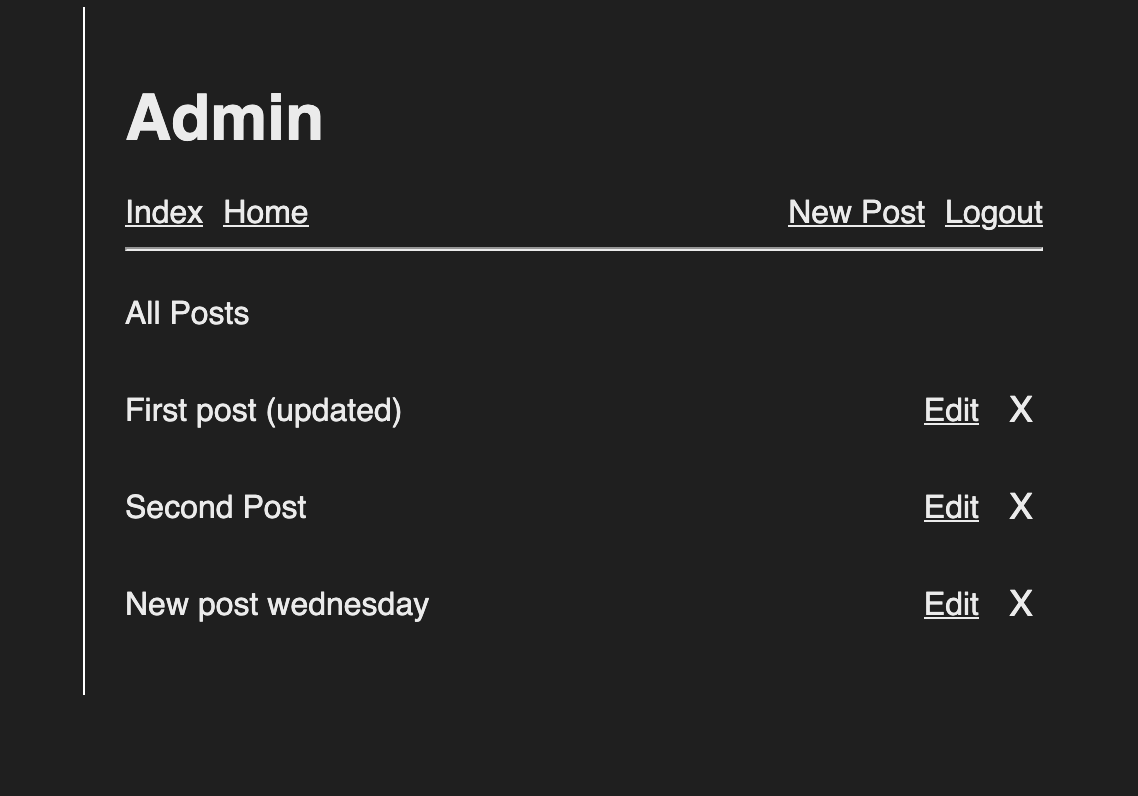 Admin
Index Home New Post Logout
All Posts
First post (updated) Edit X
Second Post Edit X
New post wednesday Edit X